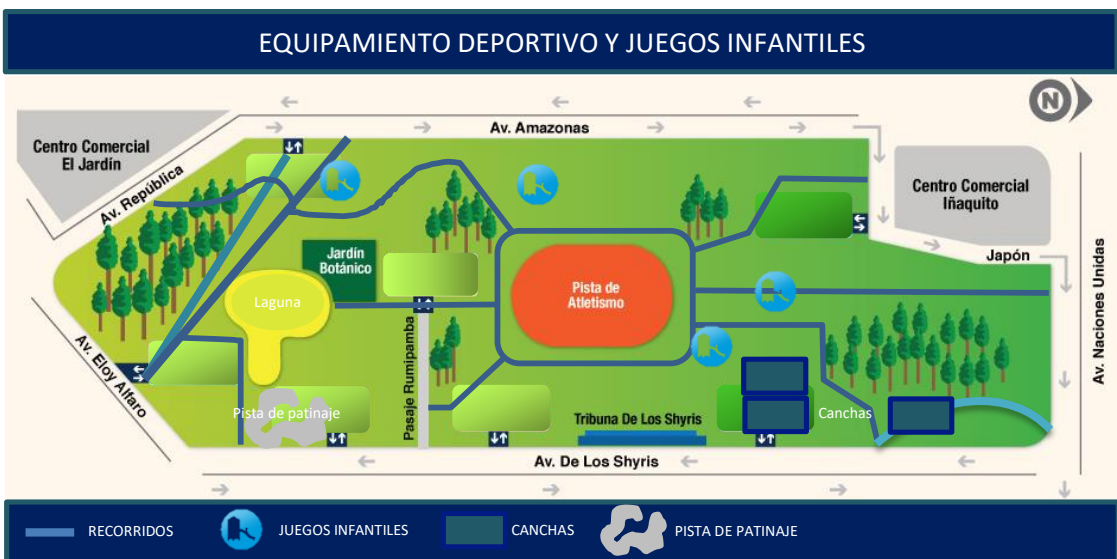 EQUIPAMIENTO DEPORTIVO Y JUEGOS INFANTILES
N
Av. Amazonas
Centro Comercial
El Jardín
Av. República
Centro Comercial
Iñaquito
Jardín
Botánico
Japón
Laguna
Pista de
Atletismo
Av. Naciones Unidas
Av. Eloy Alfaro
Pasaje Rumipamba
Pista de patinaje
Tribuna De Los Shyris
Canchas
Av. De Los Shyris
RECORRIDOS
JUEGOS INFANTILES
CANCHAS
PISTA DE PATINAJE